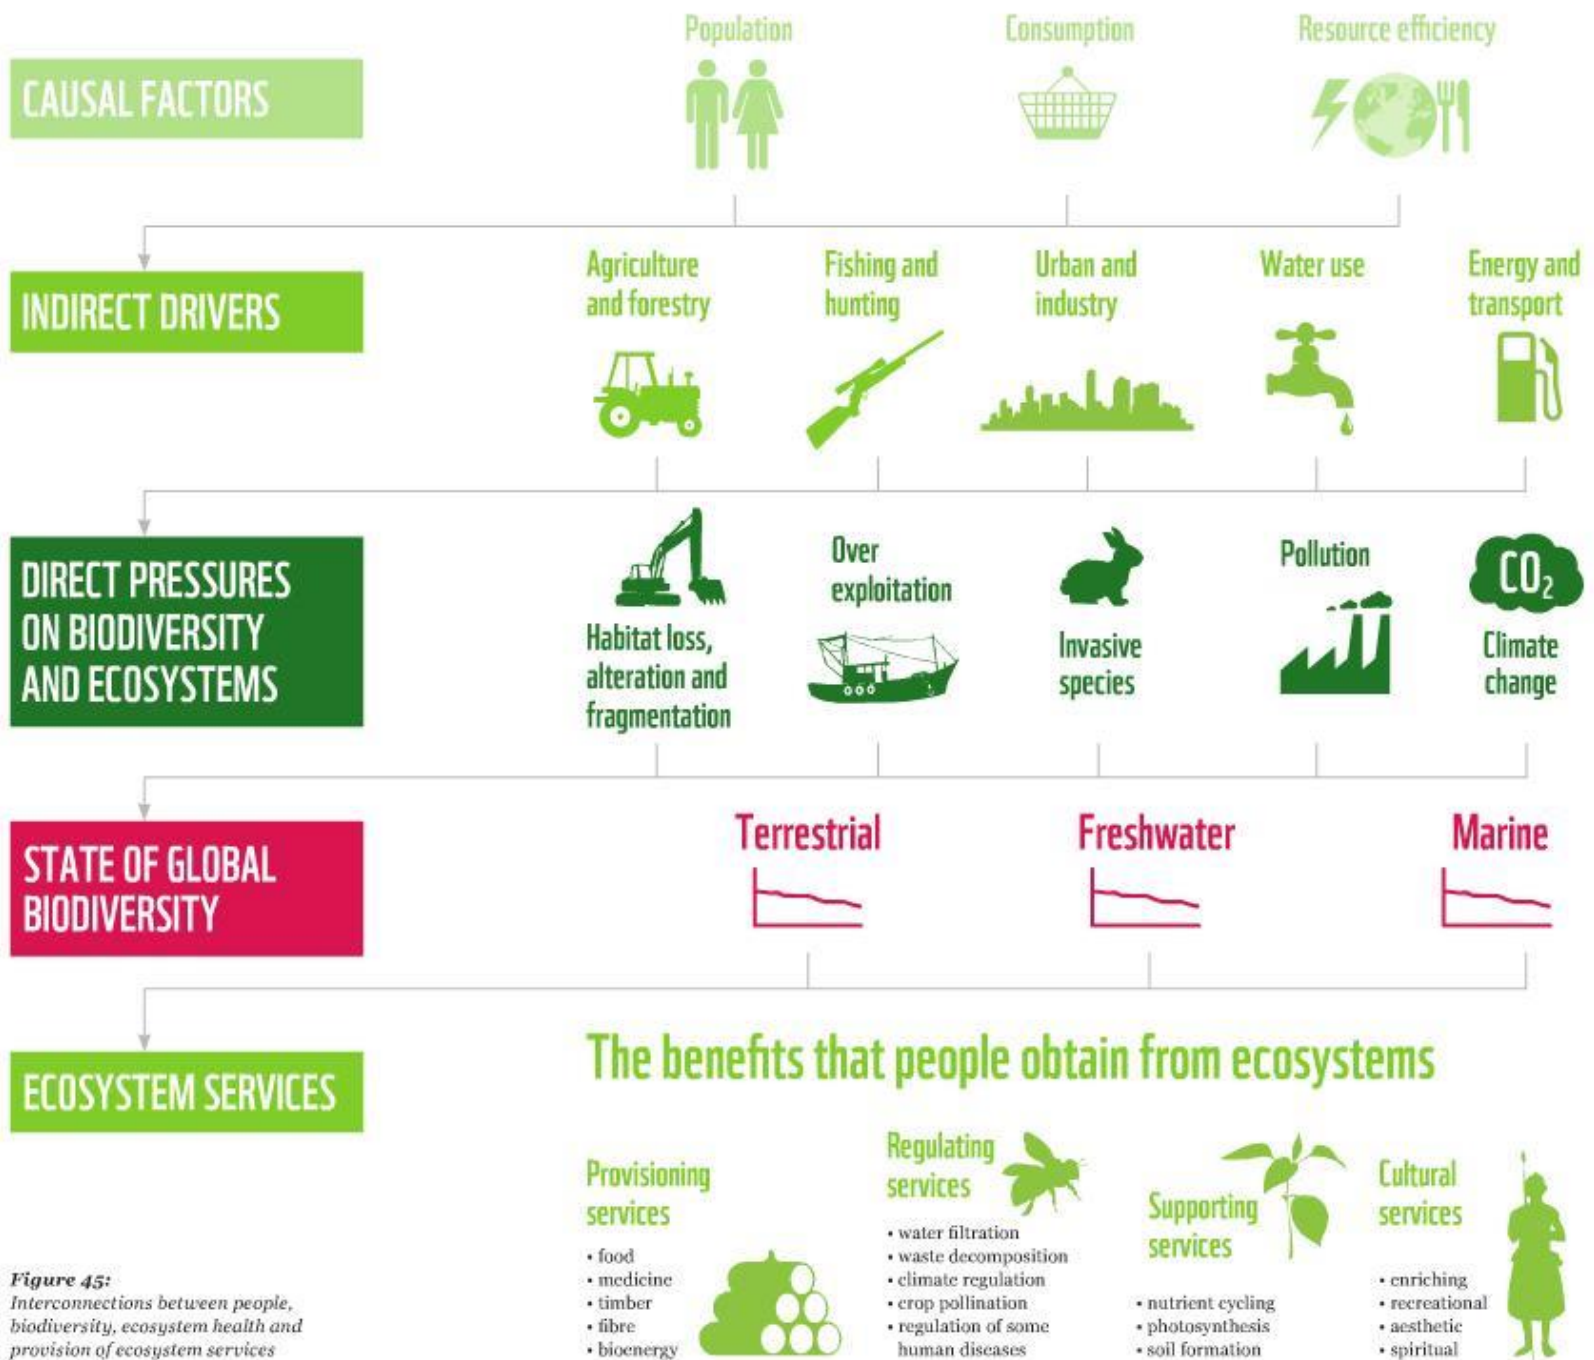 Population
Consumption
Resource efficiency
CAUSAL FACTORS
INDIRECT DRIVERS
Agriculture
and forestry
Fishing and
hunting
Urban and
industry
Water use
Energy and
transport
DIRECT PRESSURES
ON BIODIVERSITY
AND ECOSYSTEMS
Habitat loss,
alteration and
fragmentation
Over
exploitation
Invasive
species
Pollution
CO₂
Climate
change
STATE OF GLOBAL
BIODIVERSITY
Terrestrial
Freshwater
Marine
ECOSYSTEM SERVICES
The benefits that people obtain from ecosystems
Provisioning
services
• food
• medicine
• timber
• fibre
• bioenergy
Regulating
services
• water filtration
• waste decomposition
• climate regulation
• crop pollination
• regulation of some
human diseases
Supporting
services
• nutrient cycling
• photosynthesis
• soil formation
Cultural
services
• enriching
• recreational
• aesthetic
• spiritual
Figure 45:
Interconnections between people,
biodiversity, ecosystem health and
provision of ecosystem services